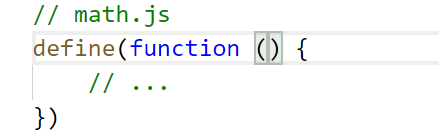 // math.js
define(function () {
    // ...
})